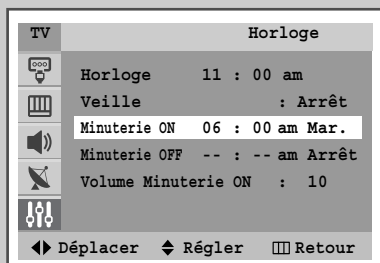 TV Horloge
Horloge 11 : 00 am
Veille : Arrêt
Minuterie ON 06 : 00 am Mar.
Minuterie OFF -- : -- am Arrêt
Volume Minuterie ON : 10
Déplacer Régler Retour